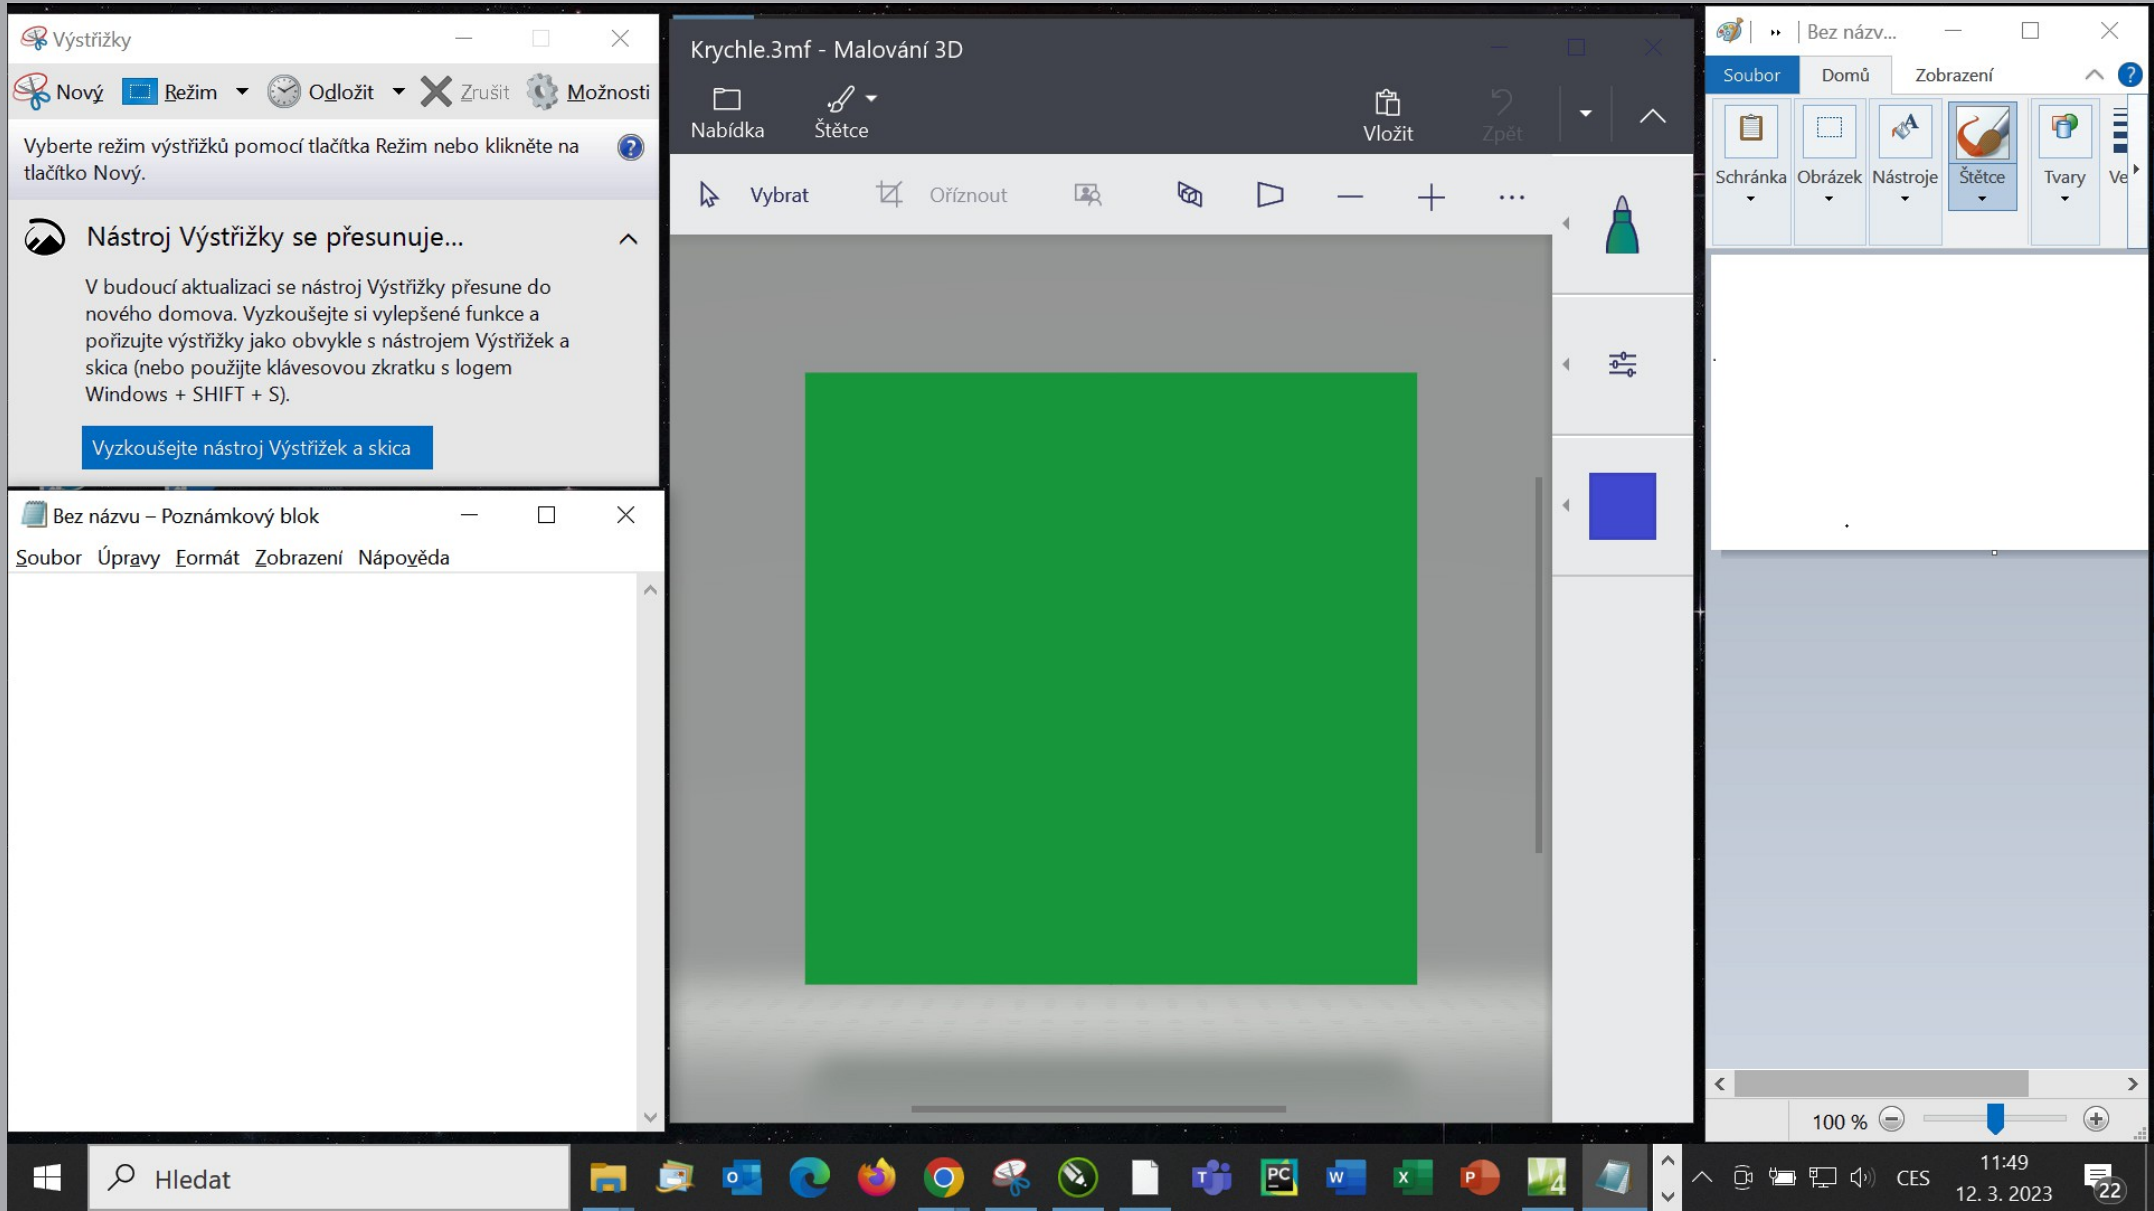 Výstřižky
Nový Režim Odložit Zrušit Možnosti
Vyberte režim výstřižků pomocí tlačítka Režim nebo klikněte na
tlačítko Nový.
Nástroj Výstřižky se přesunuje...
V budoucí aktualizaci se nástroj Výstřižky přesune do
nového domova. Vyzkoušejte si vylepšené funkce a
pořizujte výstřižky jako obvykle s nástrojem Výstřižek a
skica (nebo použijte klávesovou zkratku s logem
Windows + SHIFT + S).
Vyzkoušejte nástroj Výstřižek a skica
Bez názvu – Poznámkový blok
Soubor Úpravy Formát Zobrazení Nápověda
Krychle.3mf - Malování 3D
Nabídka Štětce Vložit Zpět
Vybrat Oříznout
Bez názv...
Soubor Domů Zobrazení
Schránka Obrázek Nástroje Štětce Tvary Ve
100 %
Hledat
CES
11:49
12. 3. 2023
22